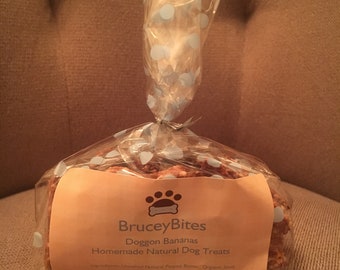 BruceyBites
Doggon Bananas
Homemade Natural Dog Treats